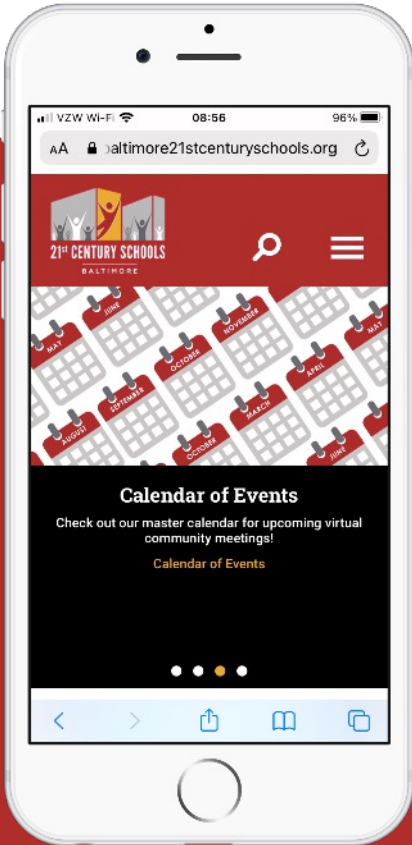 VZW Wi-Fi 08:56 96%
AA baltimore21stcenturyschools.org
21st CENTURY SCHOOLS
BALTIMORE
JUNE
NOVEMBER
MAY
OCTOBER
MAY
SEPTEMBER
APRIL
AUGUST
MARCH
OCTOBER
JUNE
Calendar of Events
Check out our master calendar for upcoming virtual
community meetings!
Calendar of Events